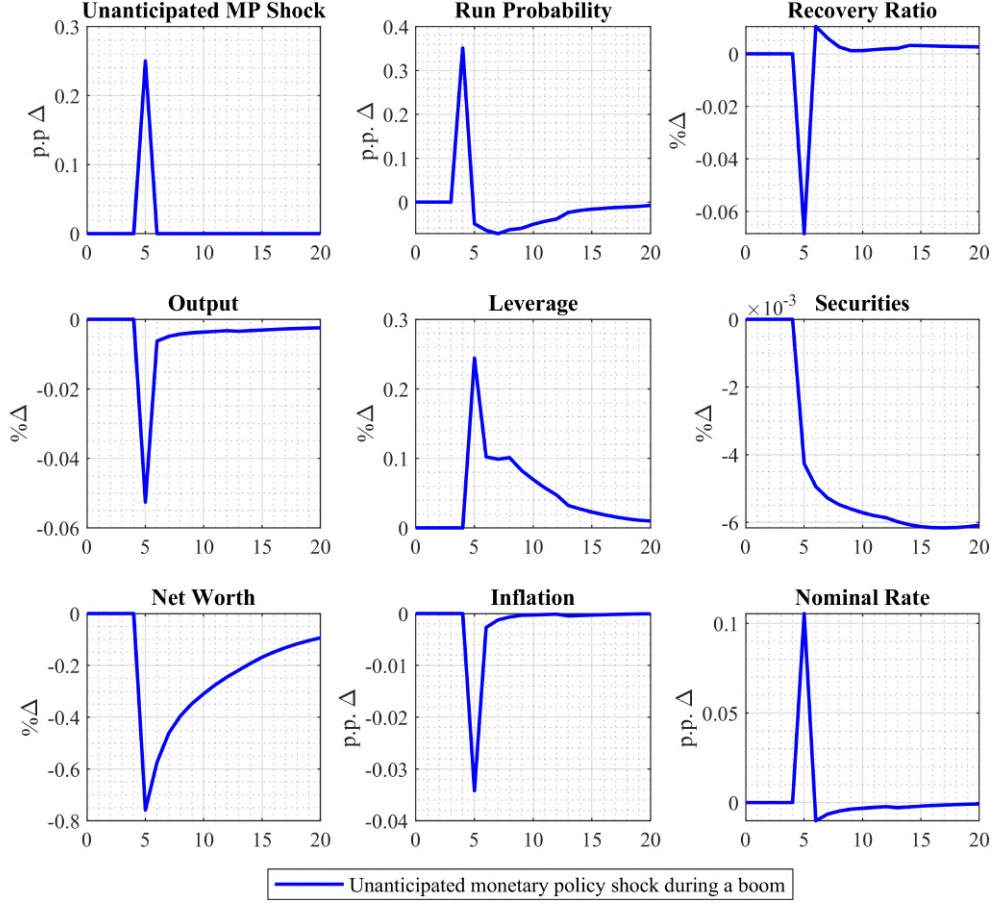 Unanticipated MP Shock
0.3
0.2
0.1
0
p.p Δ
0 5 10 15 20
Run Probability
0.4
0.3
0.2
0.1
0
p.p. Δ
0 5 10 15 20
Recovery Ratio
0
-0.02
-0.04
-0.06
%Δ
0 5 10 15 20
Output
0
-0.02
-0.04
-0.06
%Δ
0 5 10 15 20
Leverage
0.3
0.2
0.1
0
%Δ
0 5 10 15 20
Securities
×10⁻³
0
-2
-4
-6
%Δ
0 5 10 15 20
Net Worth
0
-0.2
-0.4
-0.6
-0.8
%Δ
0 5 10 15 20
Inflation
0
-0.01
-0.02
-0.03
-0.04
p.p. Δ
0 5 10 15 20
Nominal Rate
0.1
0.05
0
p.p. Δ
0 5 10 15 20
Unanticipated monetary policy shock during a boom